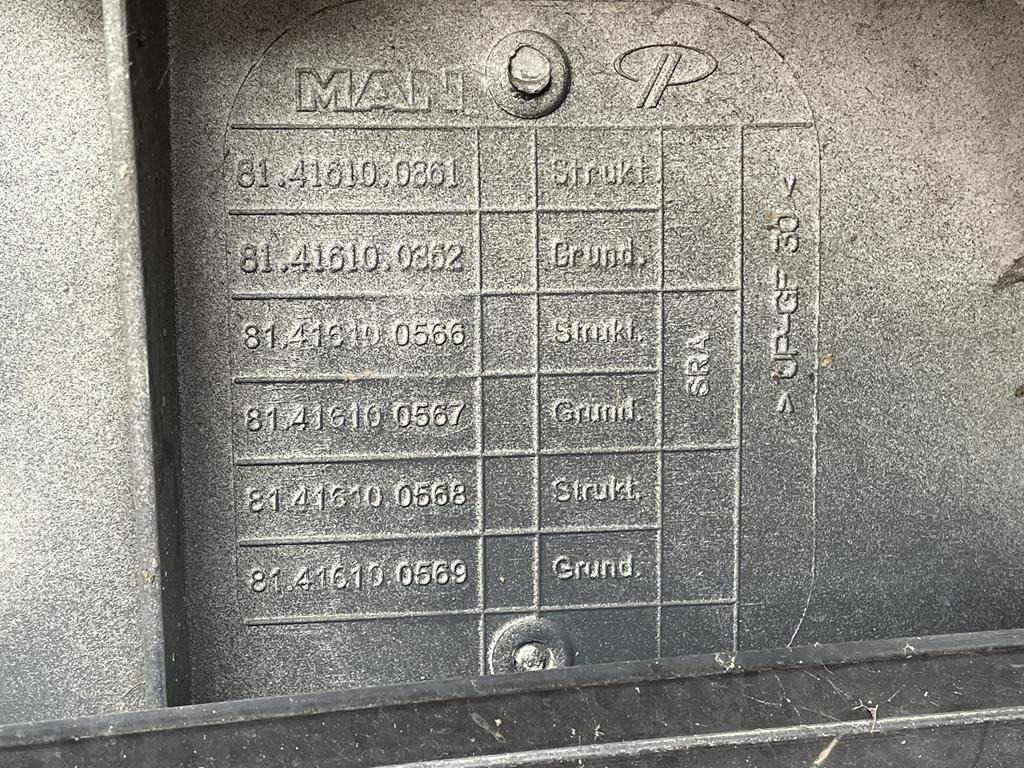 MAN P
81.41610.0361 Strukt.
81.41610.0362 Grund.
81.41610.0566 Strukt.
81.41610.0567 Grund.
81.41610.0568 Strukt.
81.41610.0569 Grund.
SRA
>UP-GF 30<